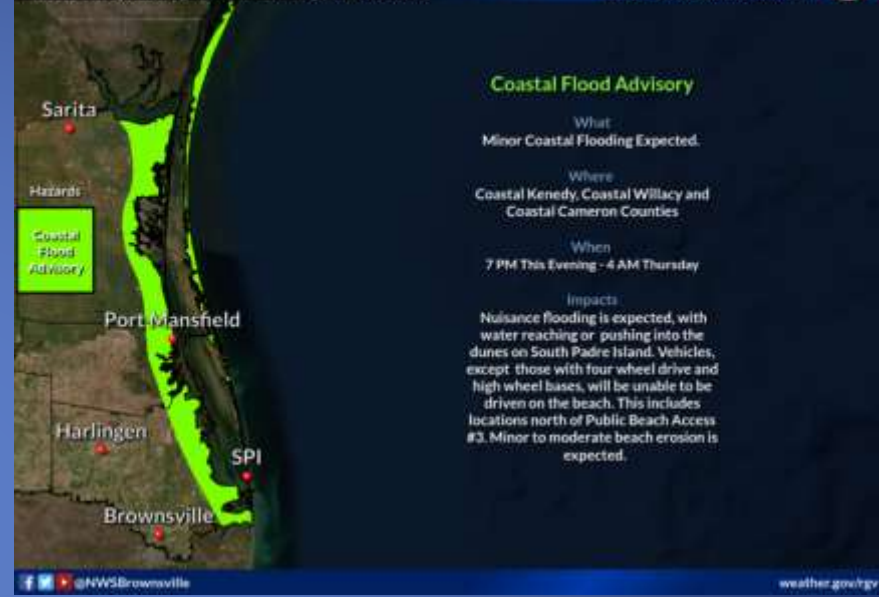 Coastal Flood Advisory
What
Minor Coastal Flooding Expected.
Where
Coastal Kenedy, Coastal Willacy and
Coastal Cameron Counties
When
7 PM This Evening - 4 AM Thursday
Impacts
Nuisance flooding is expected, with
water reaching or pushing into the
dunes on South Padre Island. Vehicles,
except those with four wheel drive and
high wheel bases, will be unable to be
driven on the beach. This includes
locations north of Public Beach Access
#3. Minor to moderate beach erosion is
expected.
Sarita
Hazards
Coastal
Flood
Advisory
Port Mansfield
Harlingen
SPI
Brownsville
@NWSBrownsville
weather.gov/rgv